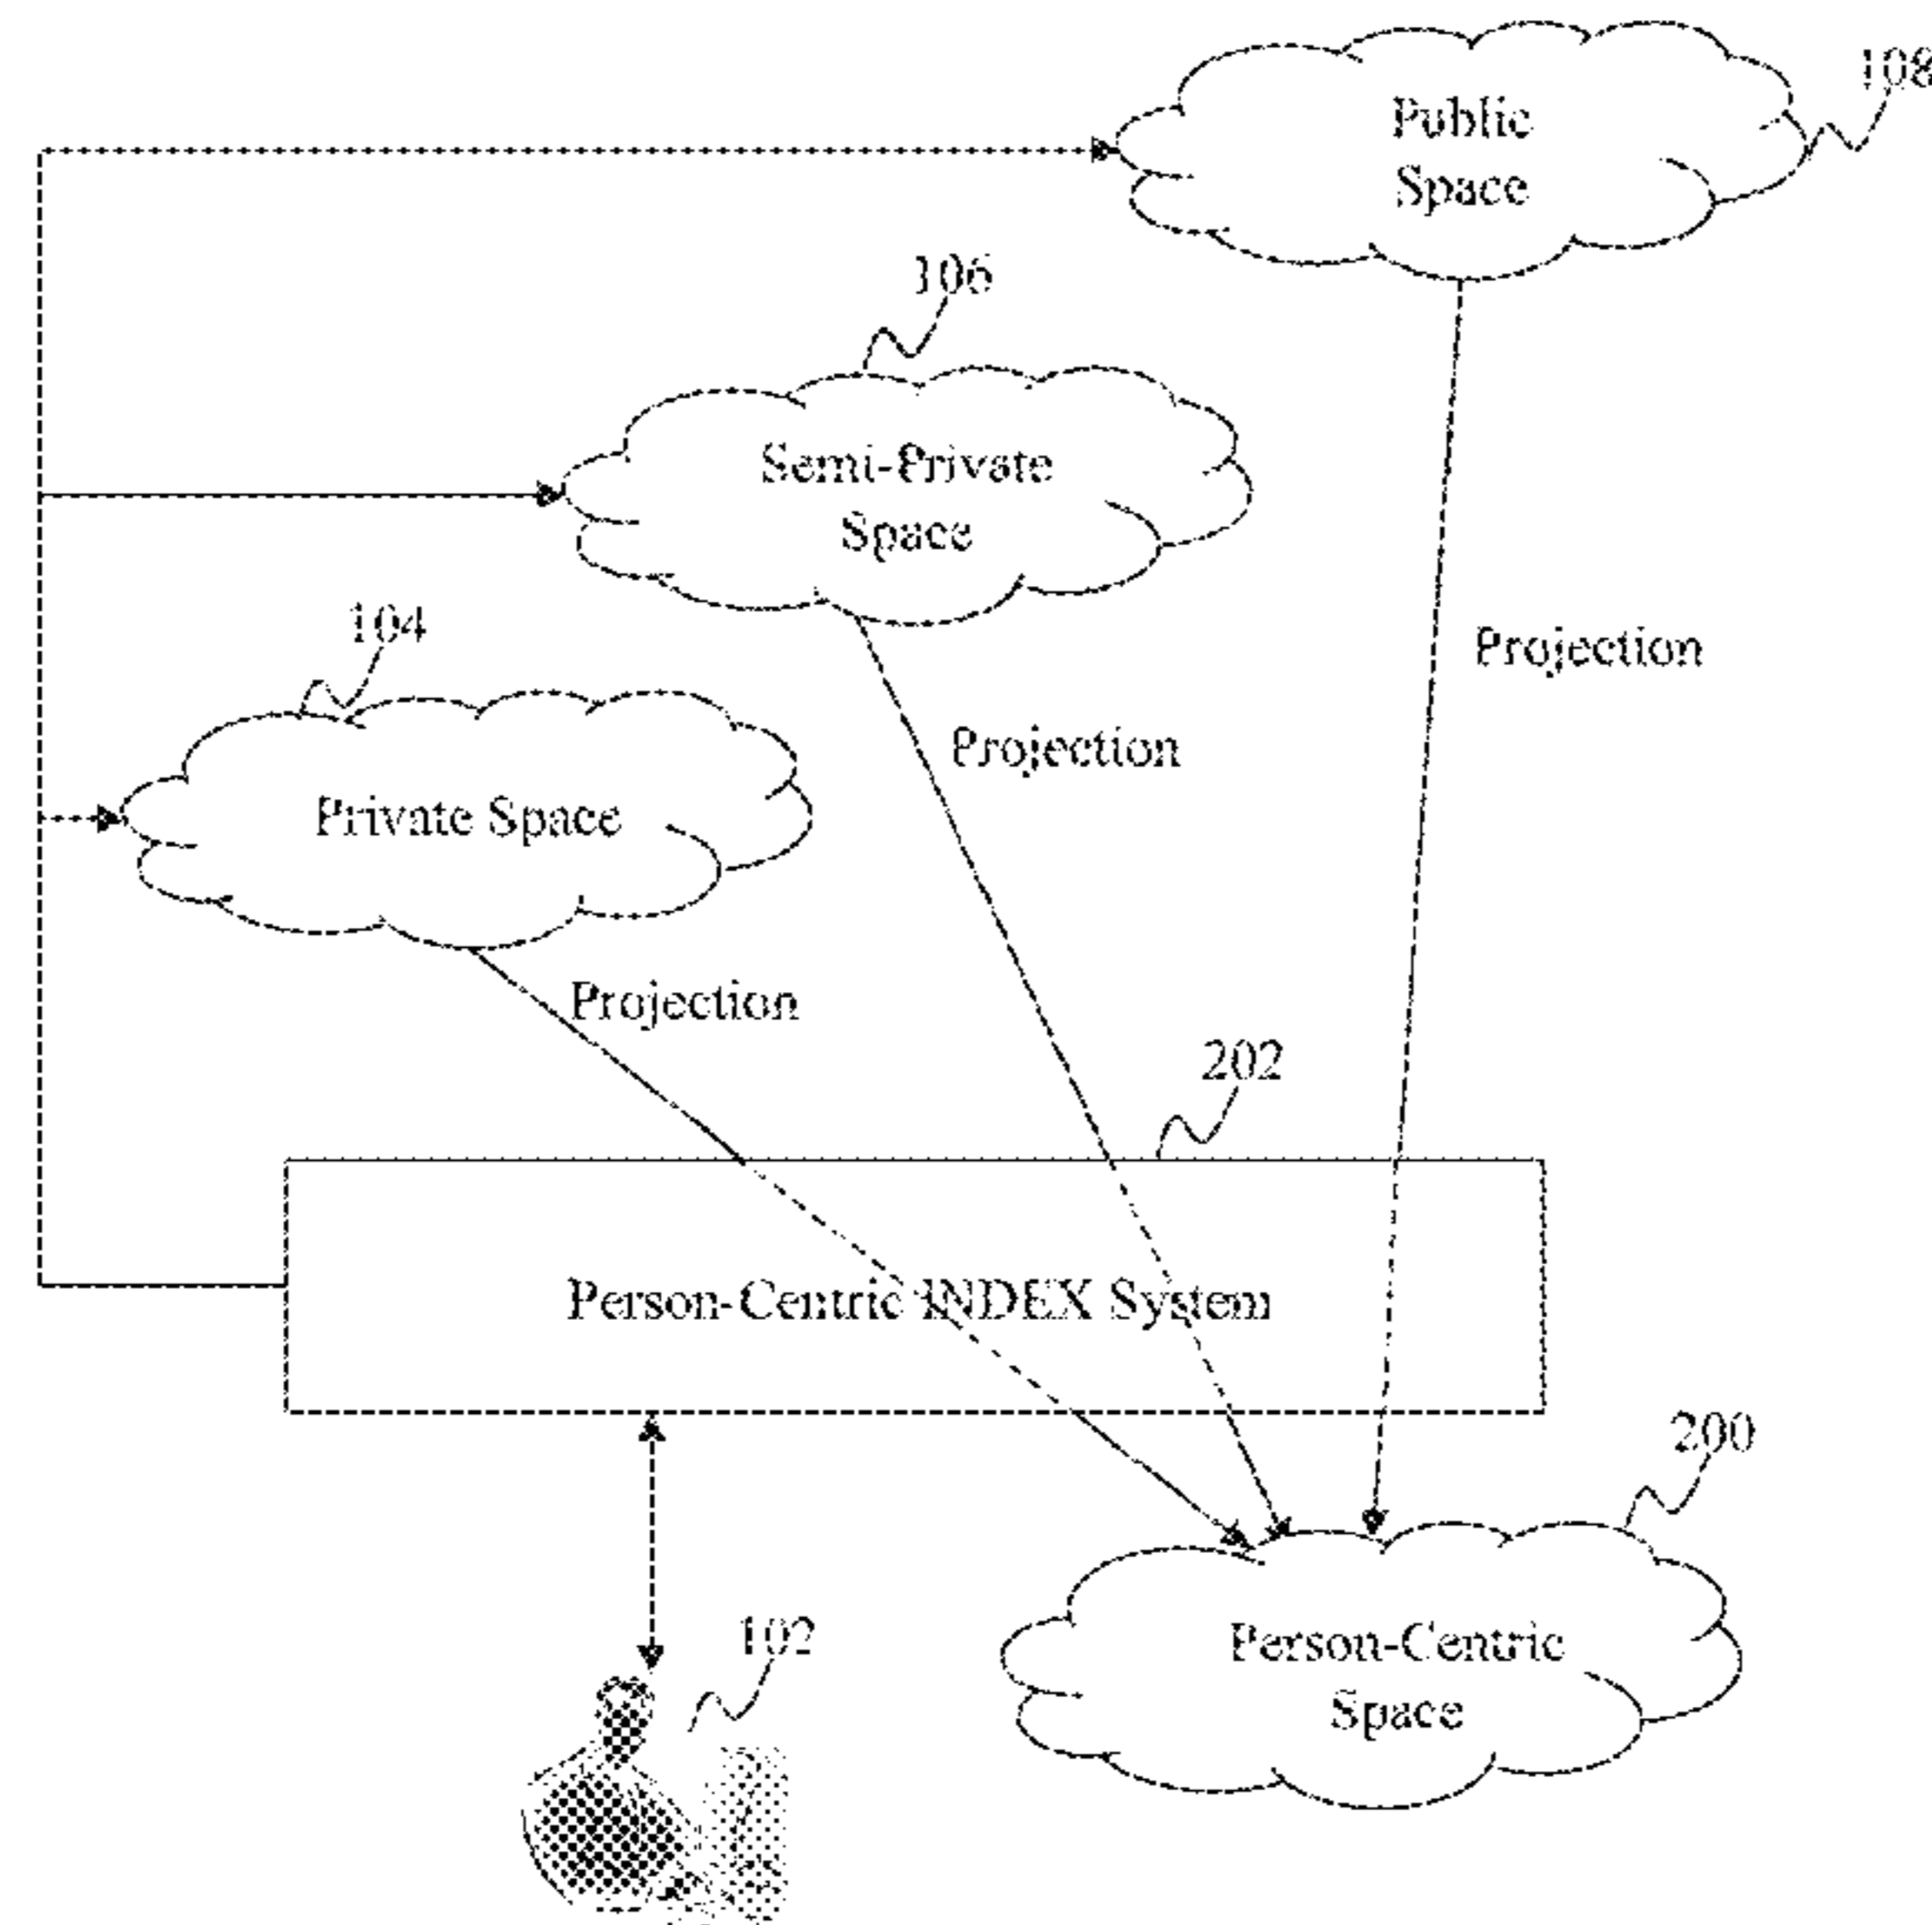 108
Public
Space
106
Semi-Private
Space
104
Projection
Projection
Private Space
Projection
202
Person-Centric INDEX System
200
102
Person-Centric
Space